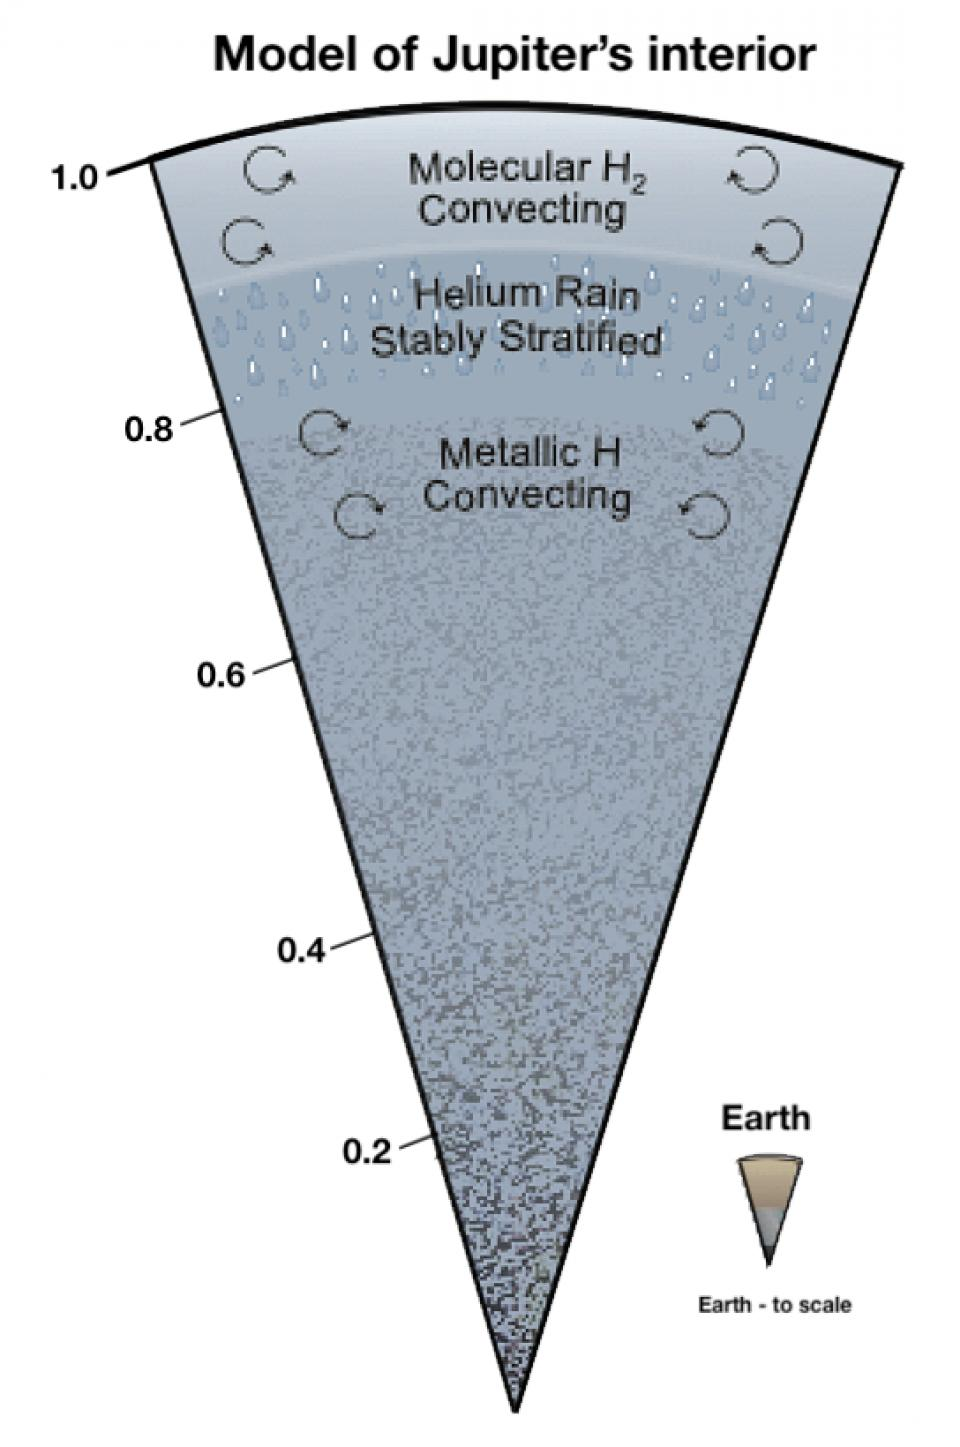 Model of Jupiter's interior
1.0
Molecular H₂
Convecting
Helium Rain
Stably Stratified
0.8
Metallic H
Convecting
0.6
0.4
0.2
Earth
Earth - to scale